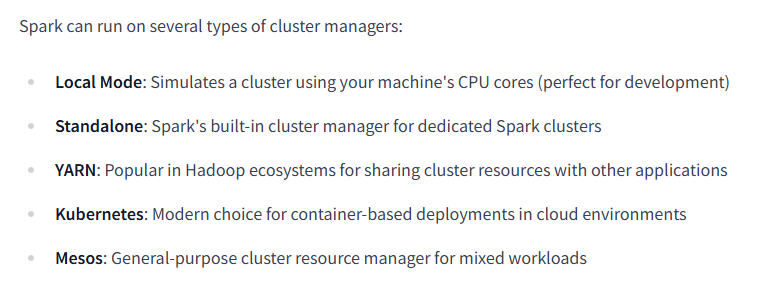 Spark can run on several types of cluster managers:
Local Mode: Simulates a cluster using your machine's CPU cores (perfect for development)
Standalone: Spark's built-in cluster manager for dedicated Spark clusters
YARN: Popular in Hadoop ecosystems for sharing cluster resources with other applications
Kubernetes: Modern choice for container-based deployments in cloud environments
Mesos: General-purpose cluster resource manager for mixed workloads